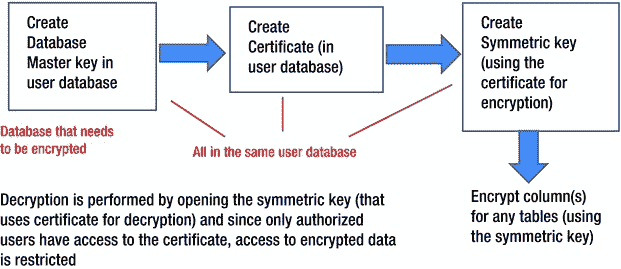 Create
Database
Master key in
user database
Create
Certificate (in
user database)
Create
Symmetric key
(using the
certificate for
encryption)
Database that needs
to be encrypted
All in the same user database
Decryption is performed by opening the symmetric key (that
uses certificate for decryption) and since only authorized
users have access to the certificate, access to encrypted data
is restricted
Encrypt column(s)
for any tables (using
the symmetric key)